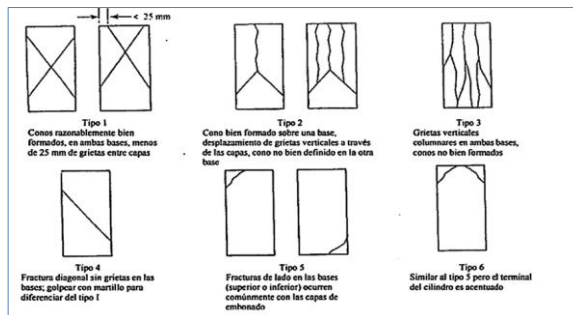 < 25 mm
Tipo 1
Conos razonablemente bien
formados, en ambas bases, menos
de 25 mm de grietas entre capas
Tipo 2
Cono bien formado sobre una base,
desplazamiento de grietas verticales a través
de las capas, cono no bien definido en la otra
base
Tipo 3
Grietas verticales
columnares en ambas bases,
conos no bien formados
Tipo 4
Fractura diagonal sin grietas en las
bases; golpear con martillo para
diferenciar del tipo I
Tipo 5
Fracturas de lado en las bases
(superior o inferior) ocurren
comúnmente con las capas de
embonado
Tipo 6
Similar al tipo 5 pero el terminal
del cilindro es acentuado